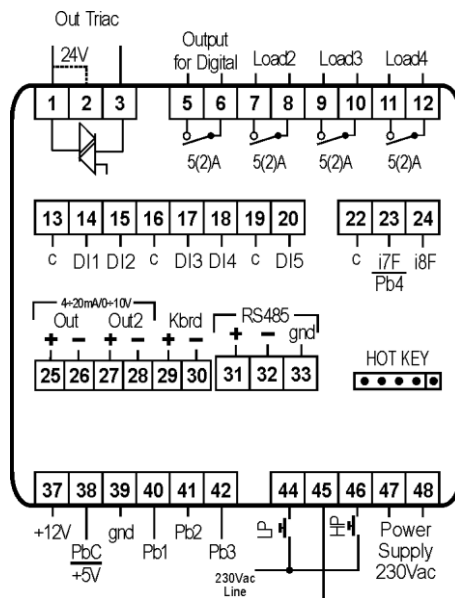 Out Triac
24V
Output
for Digital Load2 Load3 Load4
1 2 3 5 6 7 8 9 10 11 12
5(2)A 5(2)A 5(2)A 5(2)A
13 14 15 16 17 18 19 20 22 23 24
c DI1 DI2 c DI3 DI4 c DI5 c i7F i8F
Pb4
4÷20mA/0÷10V
Out Out2 Kbrd RS485
+ − + − + − + − gnd
25 26 27 28 29 30 31 32 33
HOT KEY
37 38 39 40 41 42 44 45 46 47 48
+12V PbC gnd Pb1 Pb2 Pb3 LP HP Power
+5V Supply
230Vac 230Vac
Line